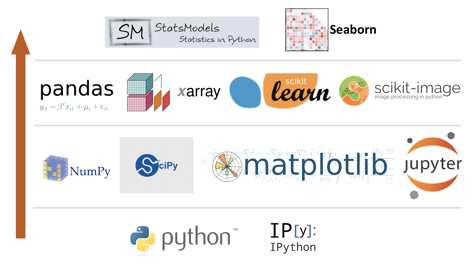 SM StatsModels
Statistics in Python
Seaborn
pandas
xarray
scikit
learn
scikit-image
image processing in python
NumPy
SciPy
matplotlib
jupyter
python™
IP[y]:
IPython